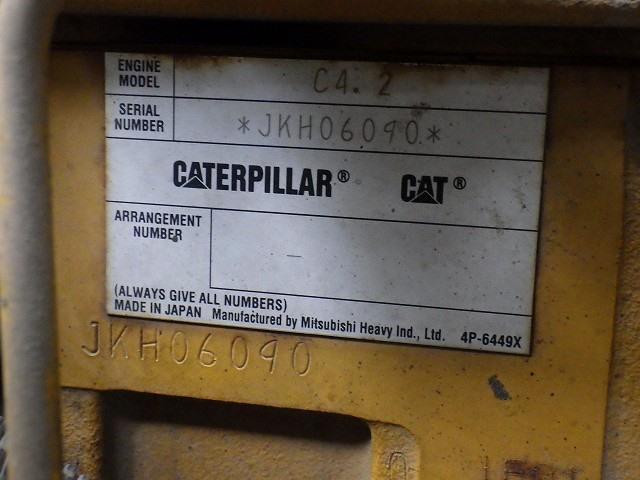 ENGINE MODEL C4.2
SERIAL NUMBER *JKH06090*
CATERPILLAR® CAT®
ARRANGEMENT NUMBER —
(ALWAYS GIVE ALL NUMBERS)
MADE IN JAPAN Manufactured by Mitsubishi Heavy Ind., Ltd. 4P-6449X
JKH06090